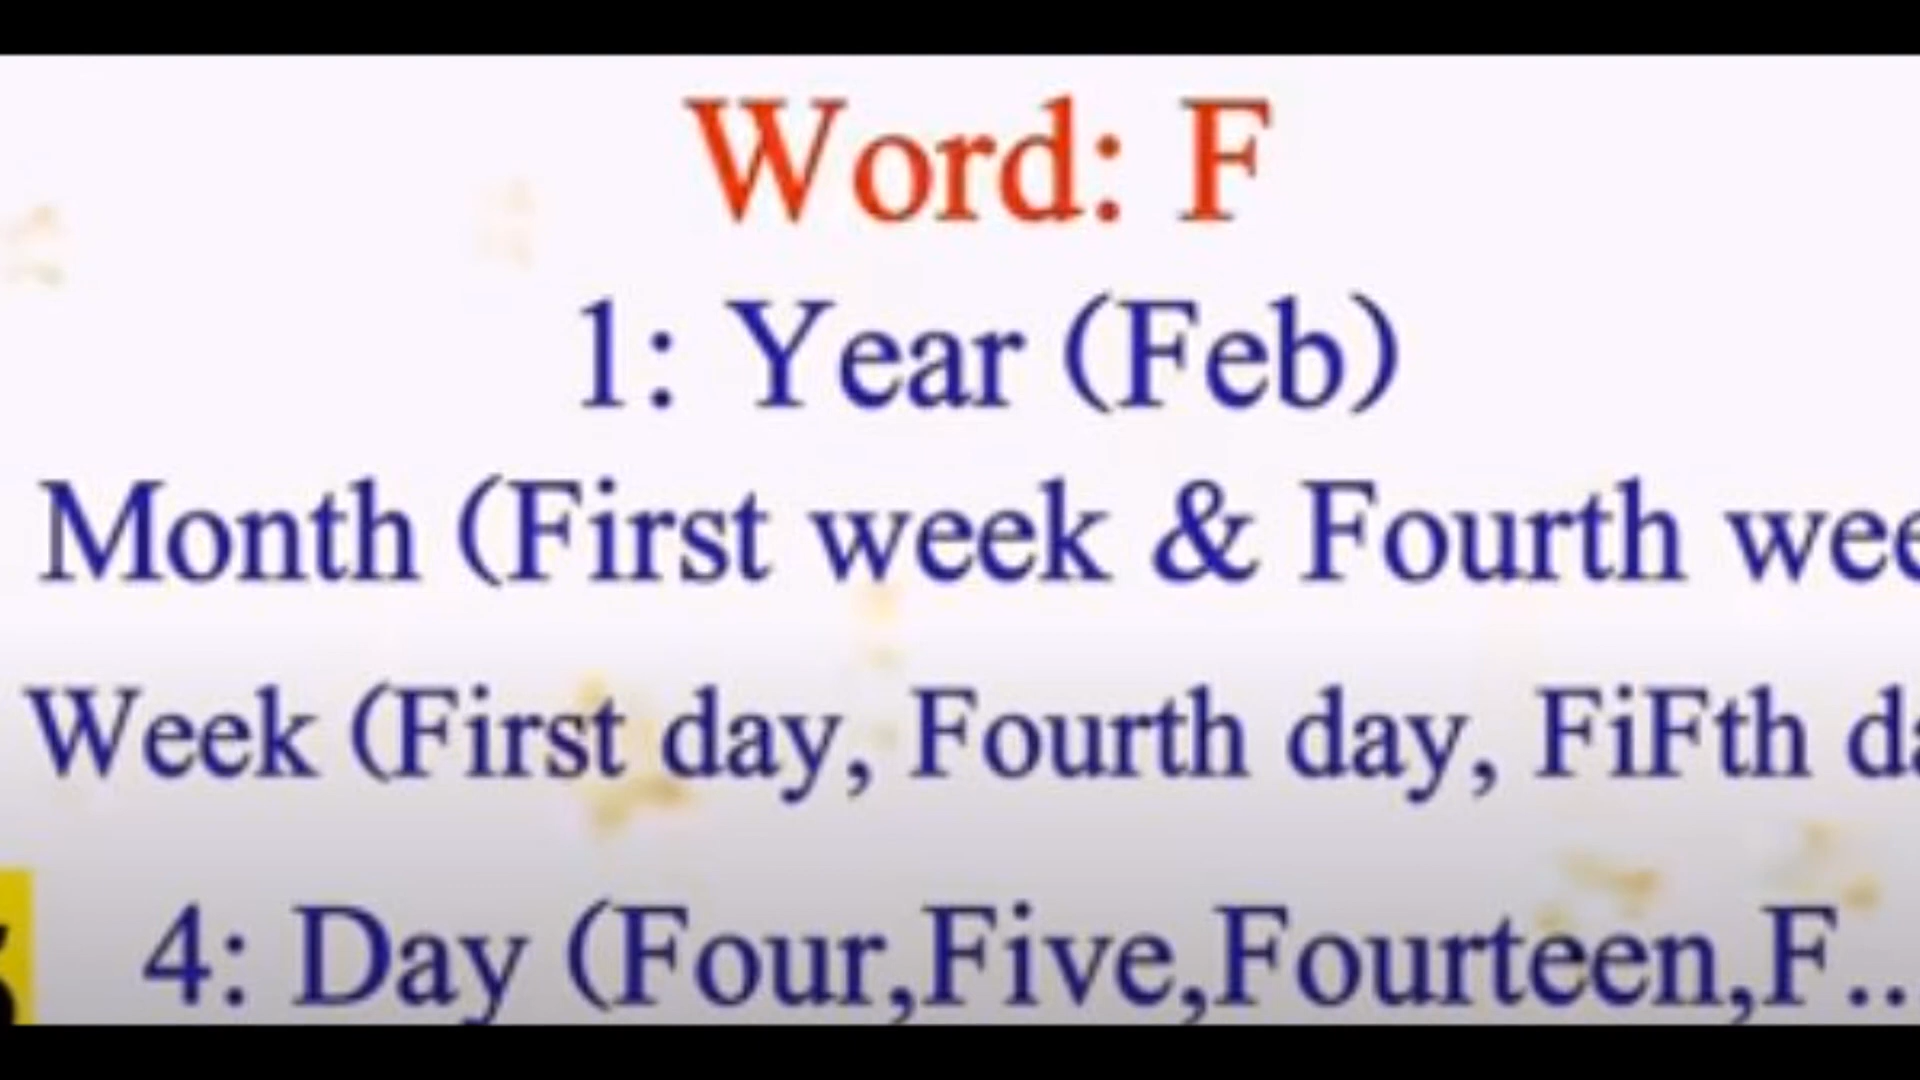 Word: F
1: Year (Feb)
Month (First week & Fourth wee
Week (First day, Fourth day, FiFth da
4: Day (Four,Five,Fourteen,F..